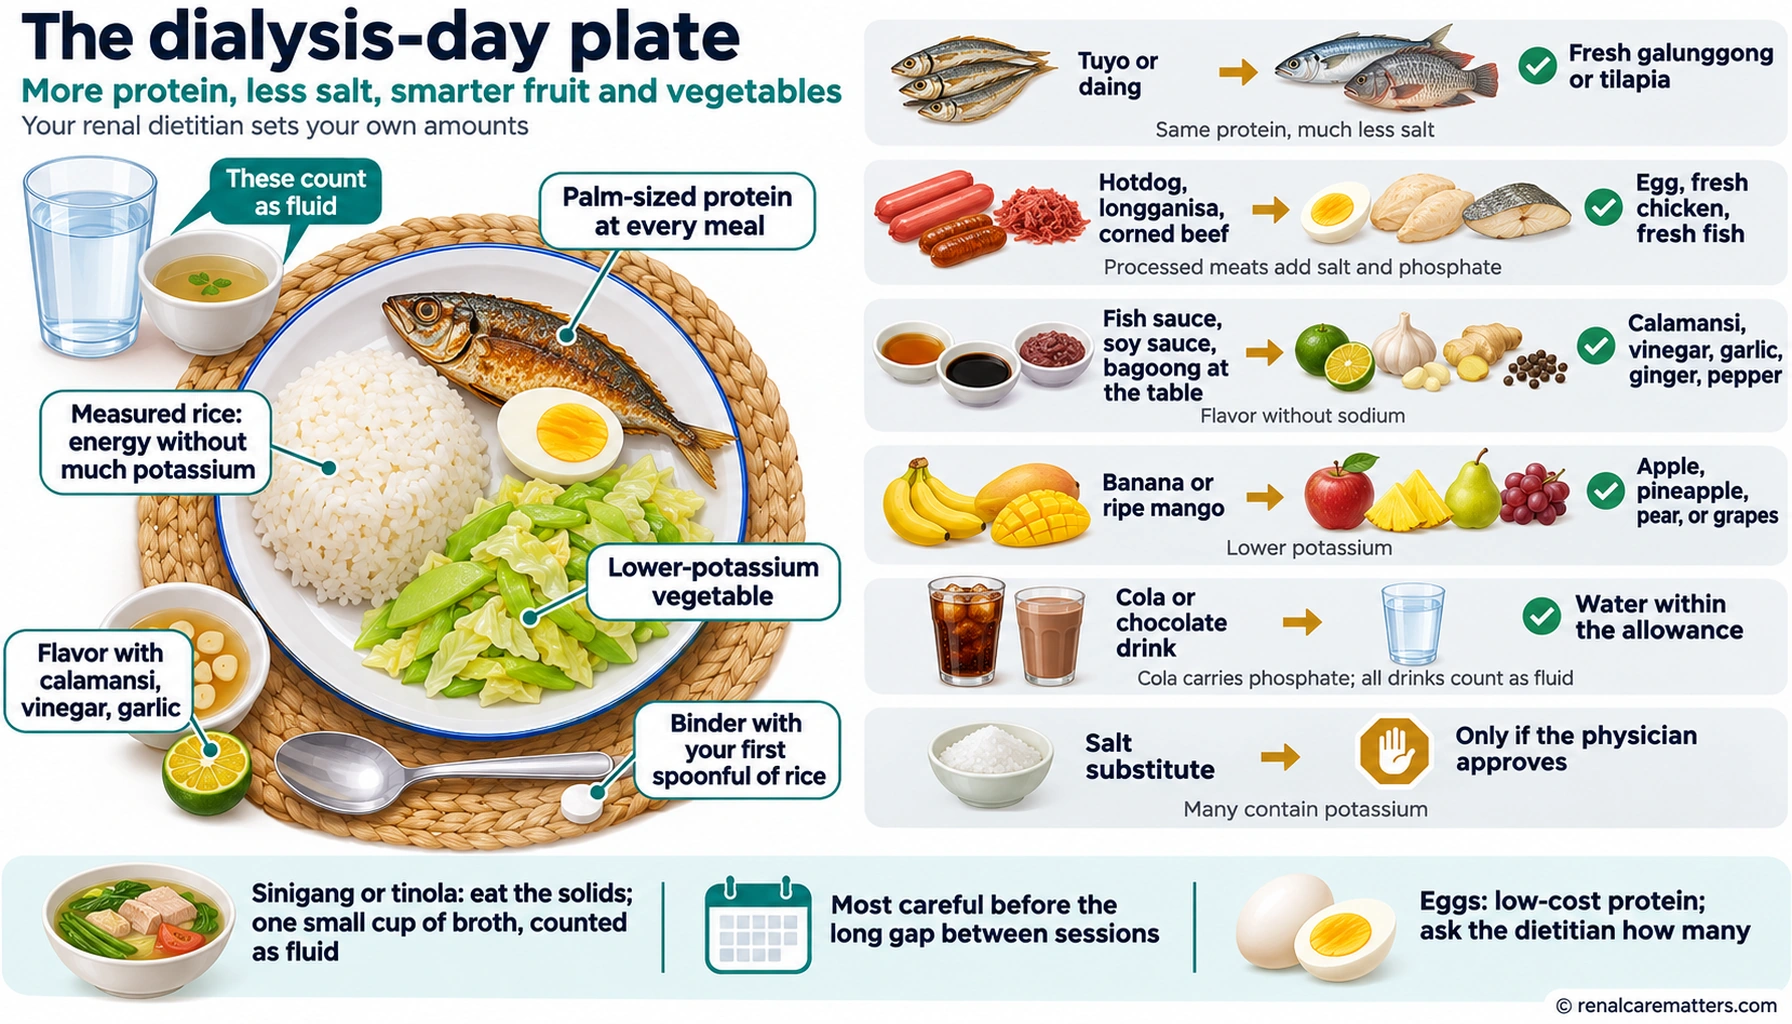 The dialysis-day plate
More protein, less salt, smarter fruit and vegetables
Your renal dietitian sets your own amounts
These count
as fluid
Palm-sized protein
at every meal
Measured rice:
energy without
much potassium
Lower-potassium
vegetable
Flavor with
calamansi,
vinegar, garlic
Binder with
your first
spoonful of rice
Tuyo or
daing
Fresh galunggong
or tilapia
Same protein, much less salt
Hotdog,
longganisa,
corned beef
Egg, fresh
chicken,
fresh fish
Processed meats add salt and phosphate
Fish sauce,
soy sauce,
bagoong at
the table
Calamansi,
vinegar, garlic,
ginger, pepper
Flavor without sodium
Banana or
ripe mango
Apple,
pineapple,
pear, or grapes
Lower potassium
Cola or
chocolate
drink
Water within
the allowance
Cola carries phosphate; all drinks count as fluid
Salt
substitute
Only if the physician
approves
Many contain potassium
Sinigang or tinola: eat the solids;
one small cup of broth, counted
as fluid
Most careful before the
long gap between sessions
Eggs: low-cost protein;
ask the dietitian how many
© renalcarematters.com